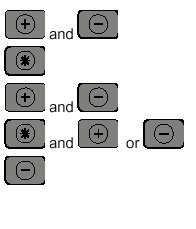 ⊕ and ⊖
✱
⊕ and ⊖
✱ and ⊕ or ⊖
⊖